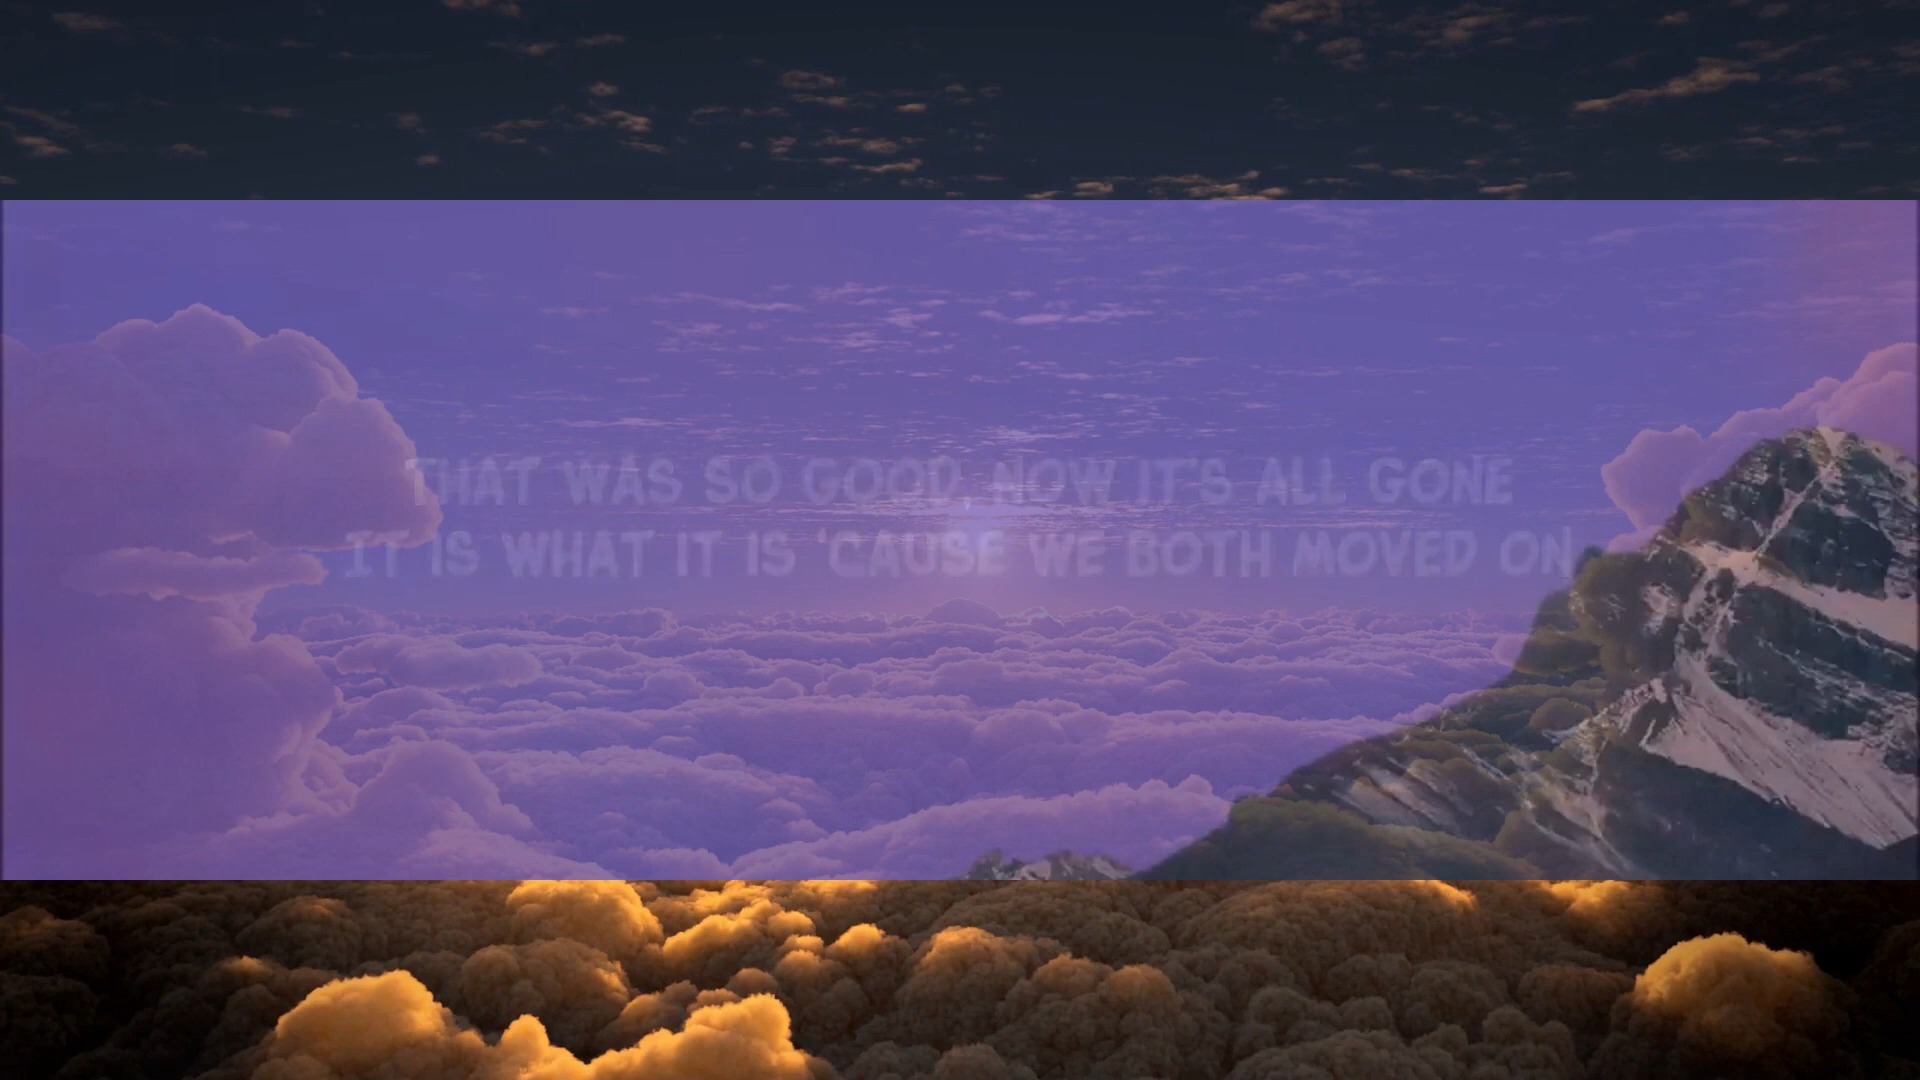 THAT WAS SO GOOD, NOW IT'S ALL GONE
IT IS WHAT IT IS 'CAUSE WE BOTH MOVED ON